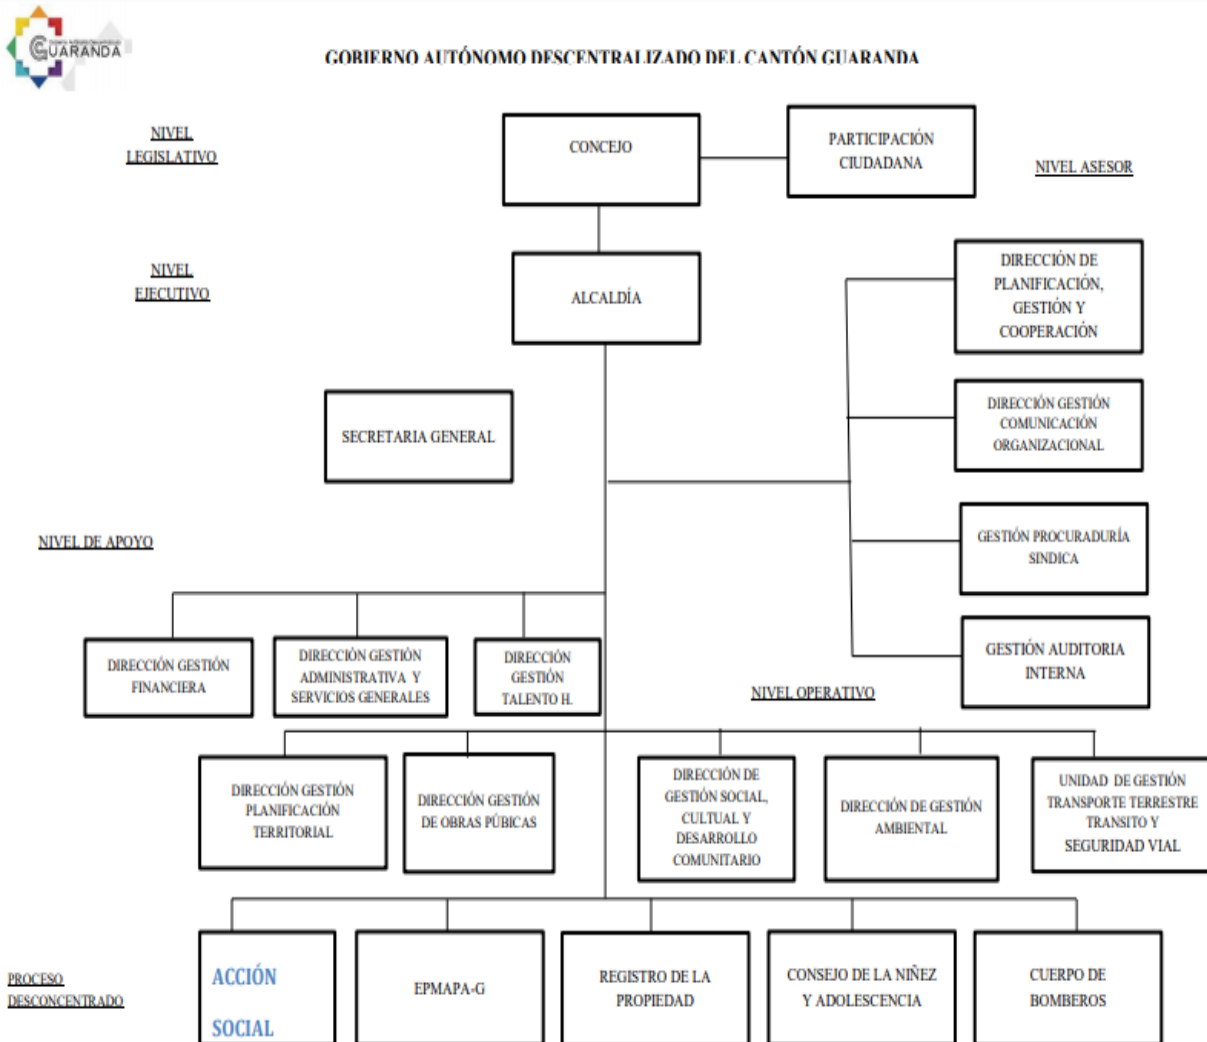 GUARANDA
GOBIERNO AUTÓNOMO DESCENTRALIZADO DEL CANTÓN GUARANDA
NIVEL
LEGISLATIVO
CONCEJO
PARTICIPACIÓN
CIUDADANA
NIVEL ASESOR
NIVEL
EJECUTIVO
ALCALDÍA
DIRECCIÓN DE
PLANIFICACIÓN,
GESTIÓN Y
COOPERACIÓN
DIRECCIÓN GESTIÓN
COMUNICACIÓN
ORGANIZACIONAL
SECRETARIA GENERAL
GESTIÓN PROCURADURÍA
SINDICA
NIVEL DE APOYO
GESTIÓN AUDITORIA
INTERNA
DIRECCIÓN GESTIÓN
FINANCIERA
DIRECCIÓN GESTIÓN
ADMINISTRATIVA Y
SERVICIOS GENERALES
DIRECCIÓN
GESTIÓN
TALENTO H.
NIVEL OPERATIVO
DIRECCIÓN GESTIÓN
PLANIFICACIÓN
TERRITORIAL
DIRECCIÓN GESTIÓN
DE OBRAS PÚBICAS
DIRECCIÓN DE
GESTIÓN SOCIAL,
CULTUAL Y
DESARROLLO
COMUNITARIO
DIRECCIÓN DE GESTIÓN
AMBIENTAL
UNIDAD DE GESTIÓN
TRANSPORTE TERRESTRE
TRANSITO Y
SEGURIDAD VIAL
PROCESO
DESCONCENTRADO
ACCIÓN
SOCIAL
EPMAPA-G
REGISTRO DE LA
PROPIEDAD
CONSEJO DE LA NIÑEZ
Y ADOLESCENCIA
CUERPO DE
BOMBEROS